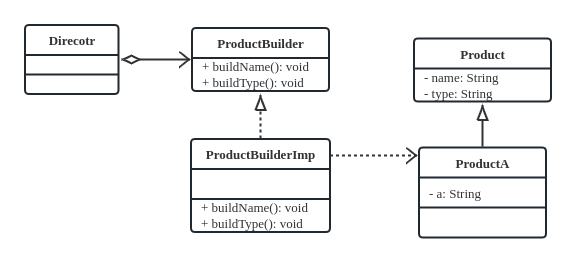 Direcotr
ProductBuilder
+ buildName(): void
+ buildType(): void
Product
- name: String
- type: String
ProductBuilderImp
+ buildName(): void
+ buildType(): void
ProductA
- a: String